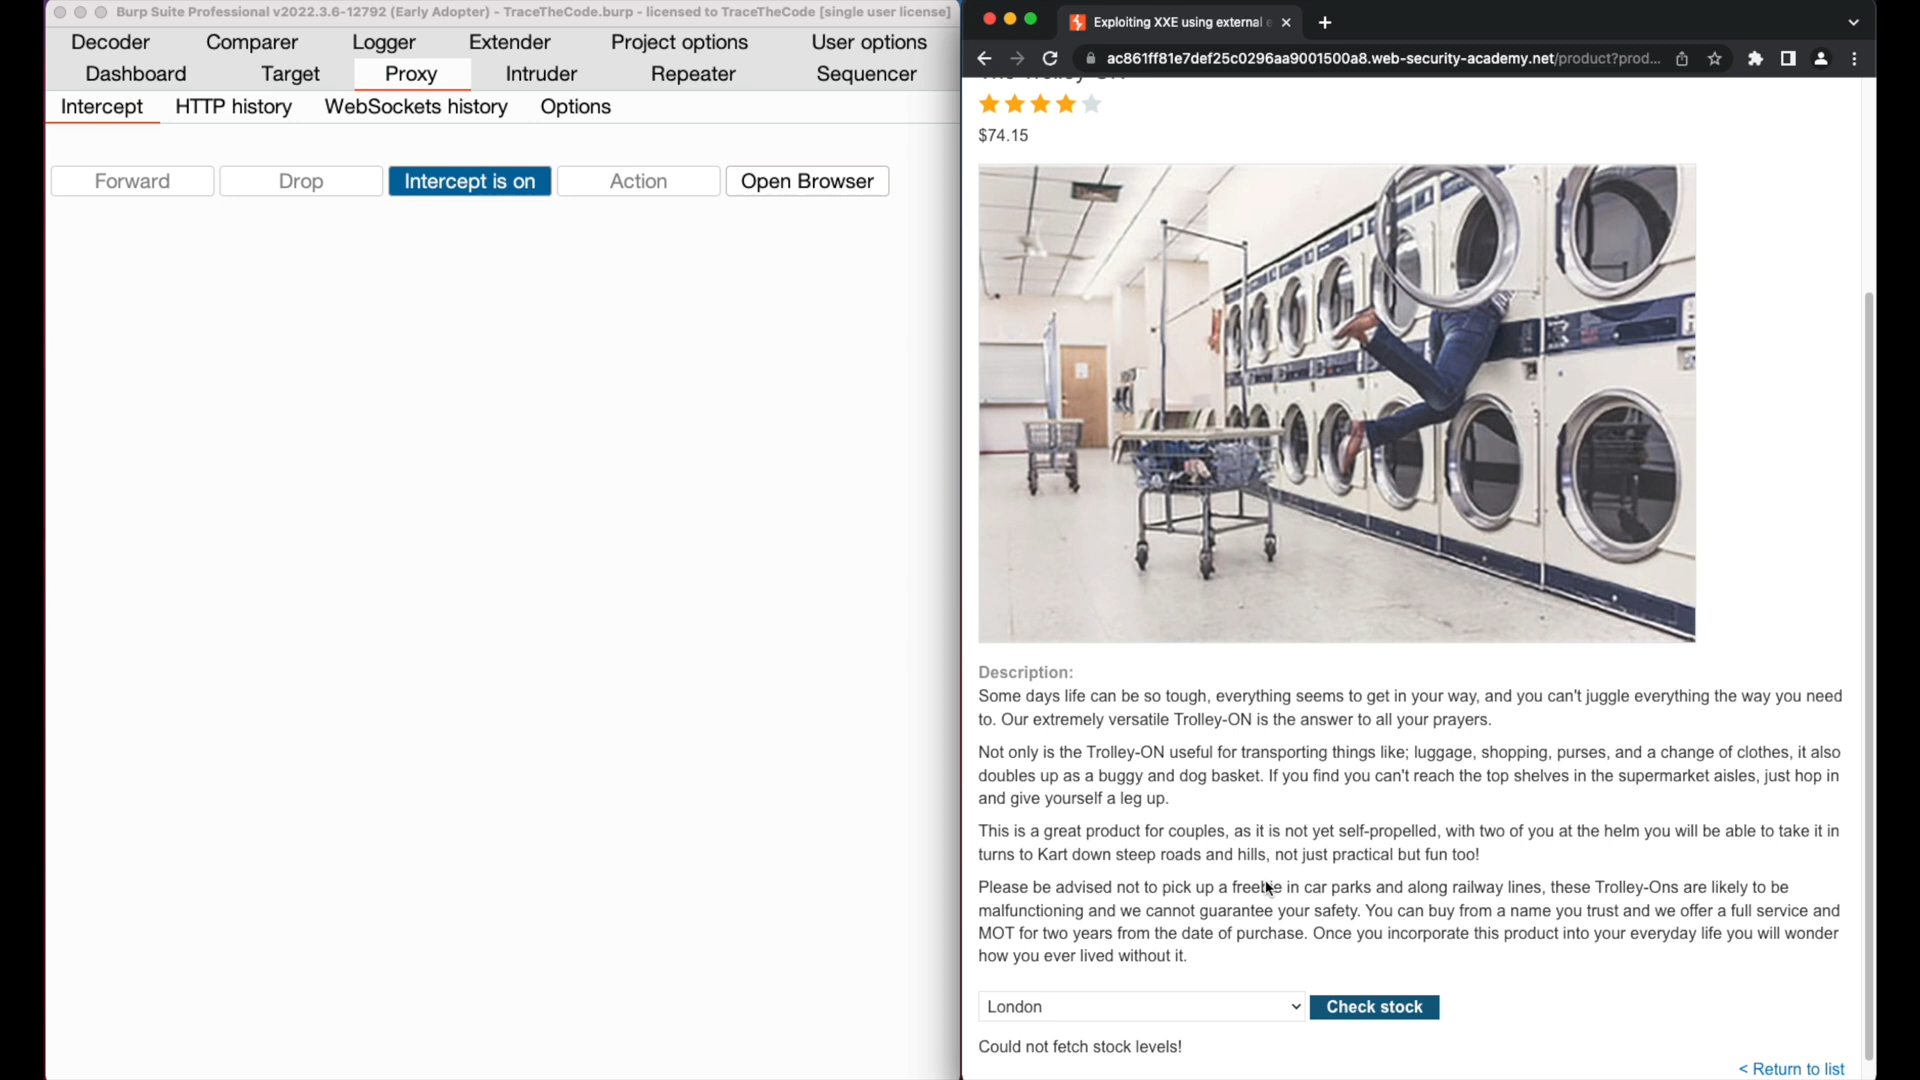 Burp Suite Professional v2022.3.6-12792 (Early Adopter) - TraceTheCode.burp - licensed to TraceTheCode [single user license]
Decoder Comparer Logger Extender Project options User options
Dashboard Target Proxy Intruder Repeater Sequencer
Intercept HTTP history WebSockets history Options
Forward Drop Intercept is on Action Open Browser
Exploiting XXE using external
ac861ff81e7def25c0296aa9001500a8.web-security-academy.net/product?prod...
$74.15
Description:
Some days life can be so tough, everything seems to get in your way, and you can't juggle everything the way you need
to. Our extremely versatile Trolley-ON is the answer to all your prayers.
Not only is the Trolley-ON useful for transporting things like; luggage, shopping, purses, and a change of clothes, it also
doubles up as a buggy and dog basket. If you find you can't reach the top shelves in the supermarket aisles, just hop in
and give yourself a leg up.
This is a great product for couples, as it is not yet self-propelled, with two of you at the helm you will be able to take it in
turns to Kart down steep roads and hills, not just practical but fun too!
Please be advised not to pick up a freebie in car parks and along railway lines, these Trolley-Ons are likely to be
malfunctioning and we cannot guarantee your safety. You can buy from a name you trust and we offer a full service and
MOT for two years from the date of purchase. Once you incorporate this product into your everyday life you will wonder
how you ever lived without it.
London Check stock
Could not fetch stock levels!
< Return to list